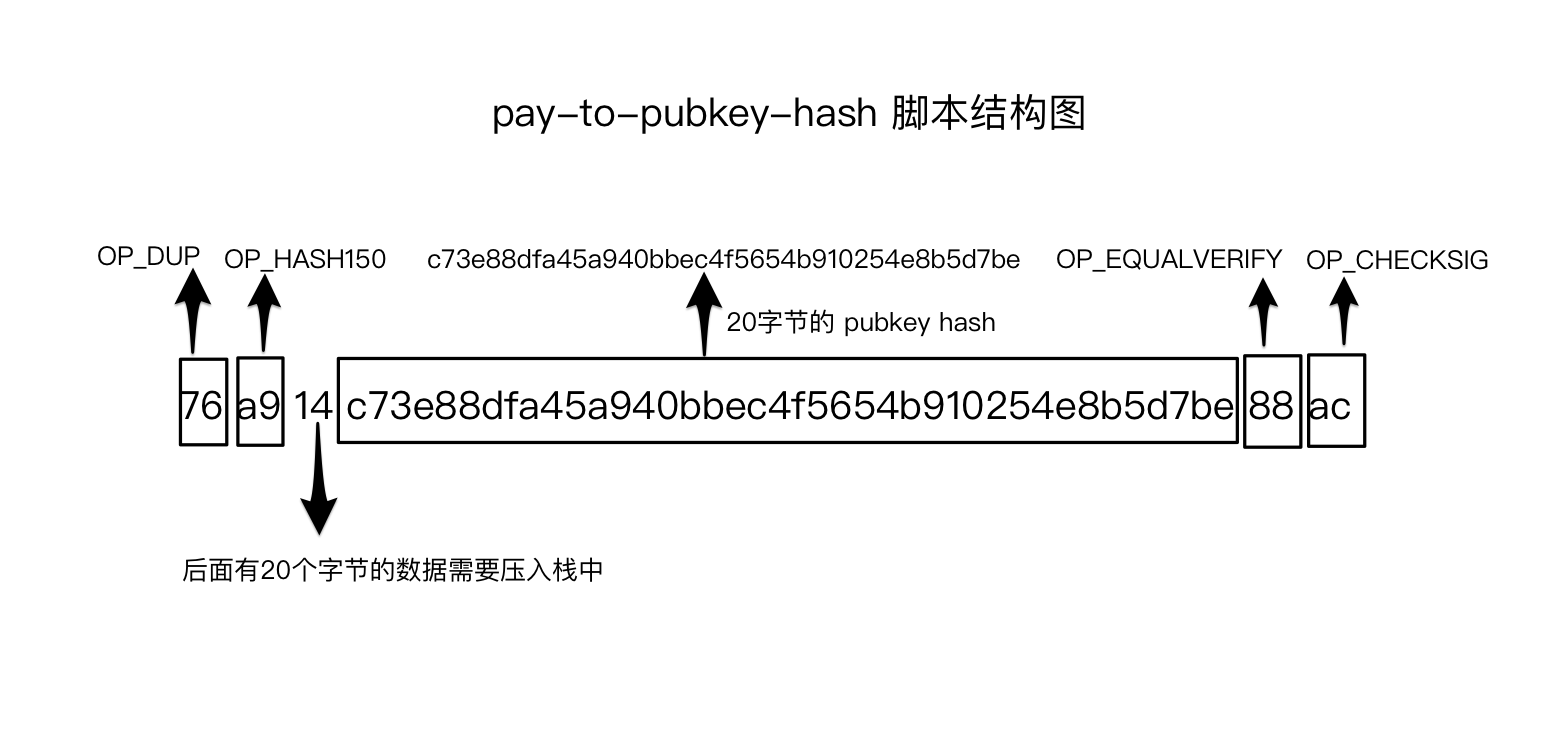 pay-to-pubkey-hash 脚本结构图
OP_DUP OP_HASH150 c73e88dfa45a940bbec4f5654b910254e8b5d7be OP_EQUALVERIFY OP_CHECKSIG
20字节的 pubkey hash
76 a9 14 c73e88dfa45a940bbec4f5654b910254e8b5d7be 88 ac
后面有20个字节的数据需要压入栈中